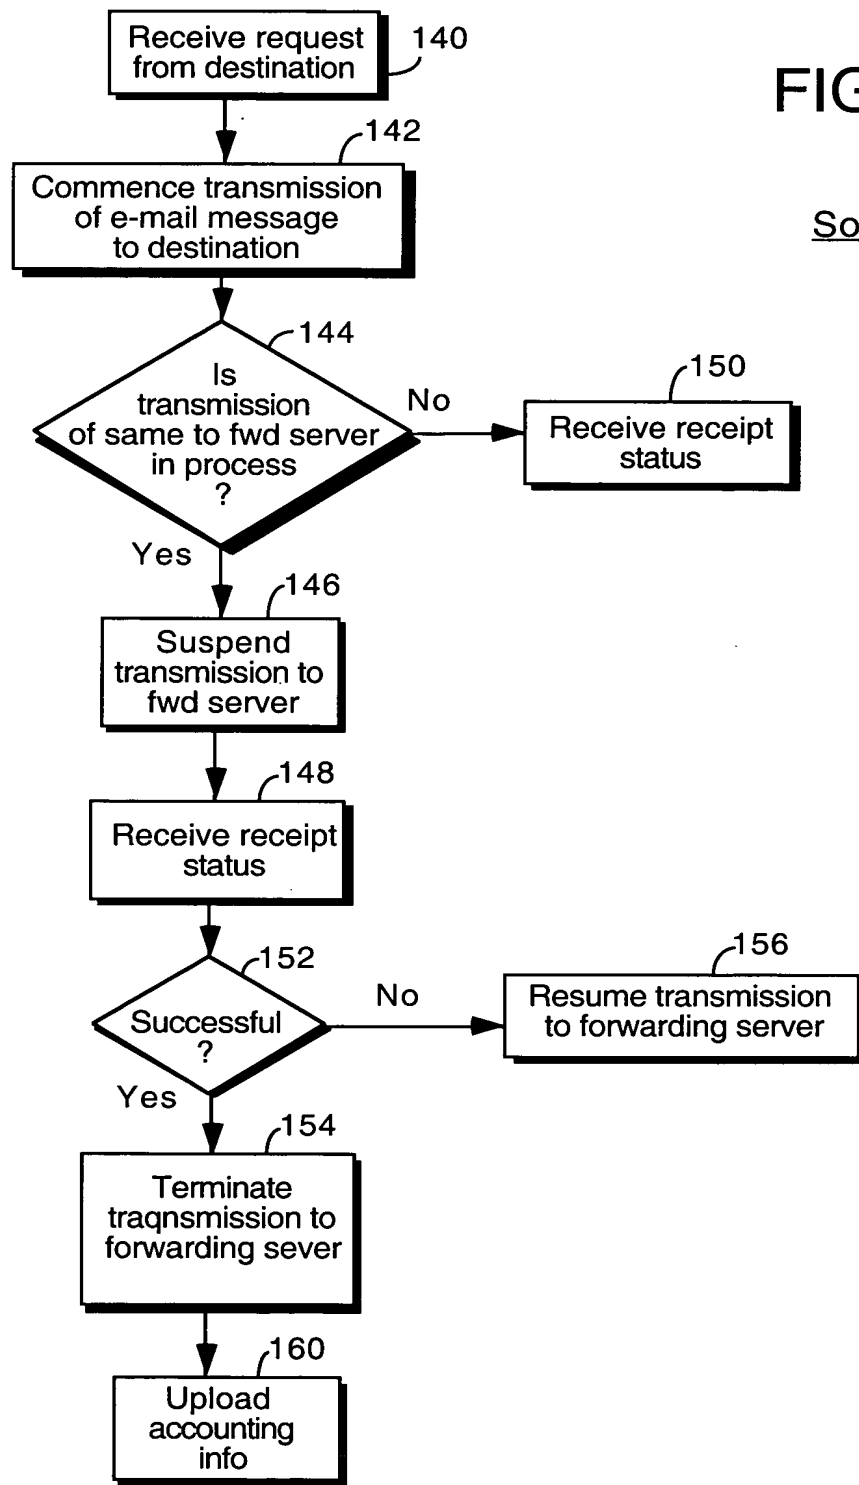 Receive request
from destination
140
FIG
142
Commence transmission
of e-mail message
to destination
So
144
Is
transmission
of same to fwd server
in process
?
No
150
Receive receipt
status
Yes
146
Suspend
transmission to
fwd server
148
Receive receipt
status
152
Successful
?
No
156
Resume transmission
to forwarding server
Yes
154
Terminate
traqnsmission to
forwarding sever
160
Upload
accounting
info